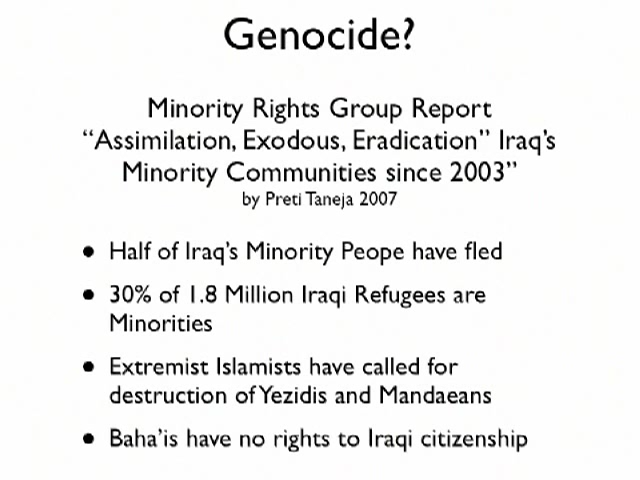 Genocide?
Minority Rights Group Report
“Assimilation, Exodous, Eradication” Iraq’s
Minority Communities since 2003”
by Preti Taneja 2007
• Half of Iraq’s Minority Peope have fled
• 30% of 1.8 Million Iraqi Refugees are
Minorities
• Extremist Islamists have called for
destruction of Yezidis and Mandaeans
• Baha’is have no rights to Iraqi citizenship